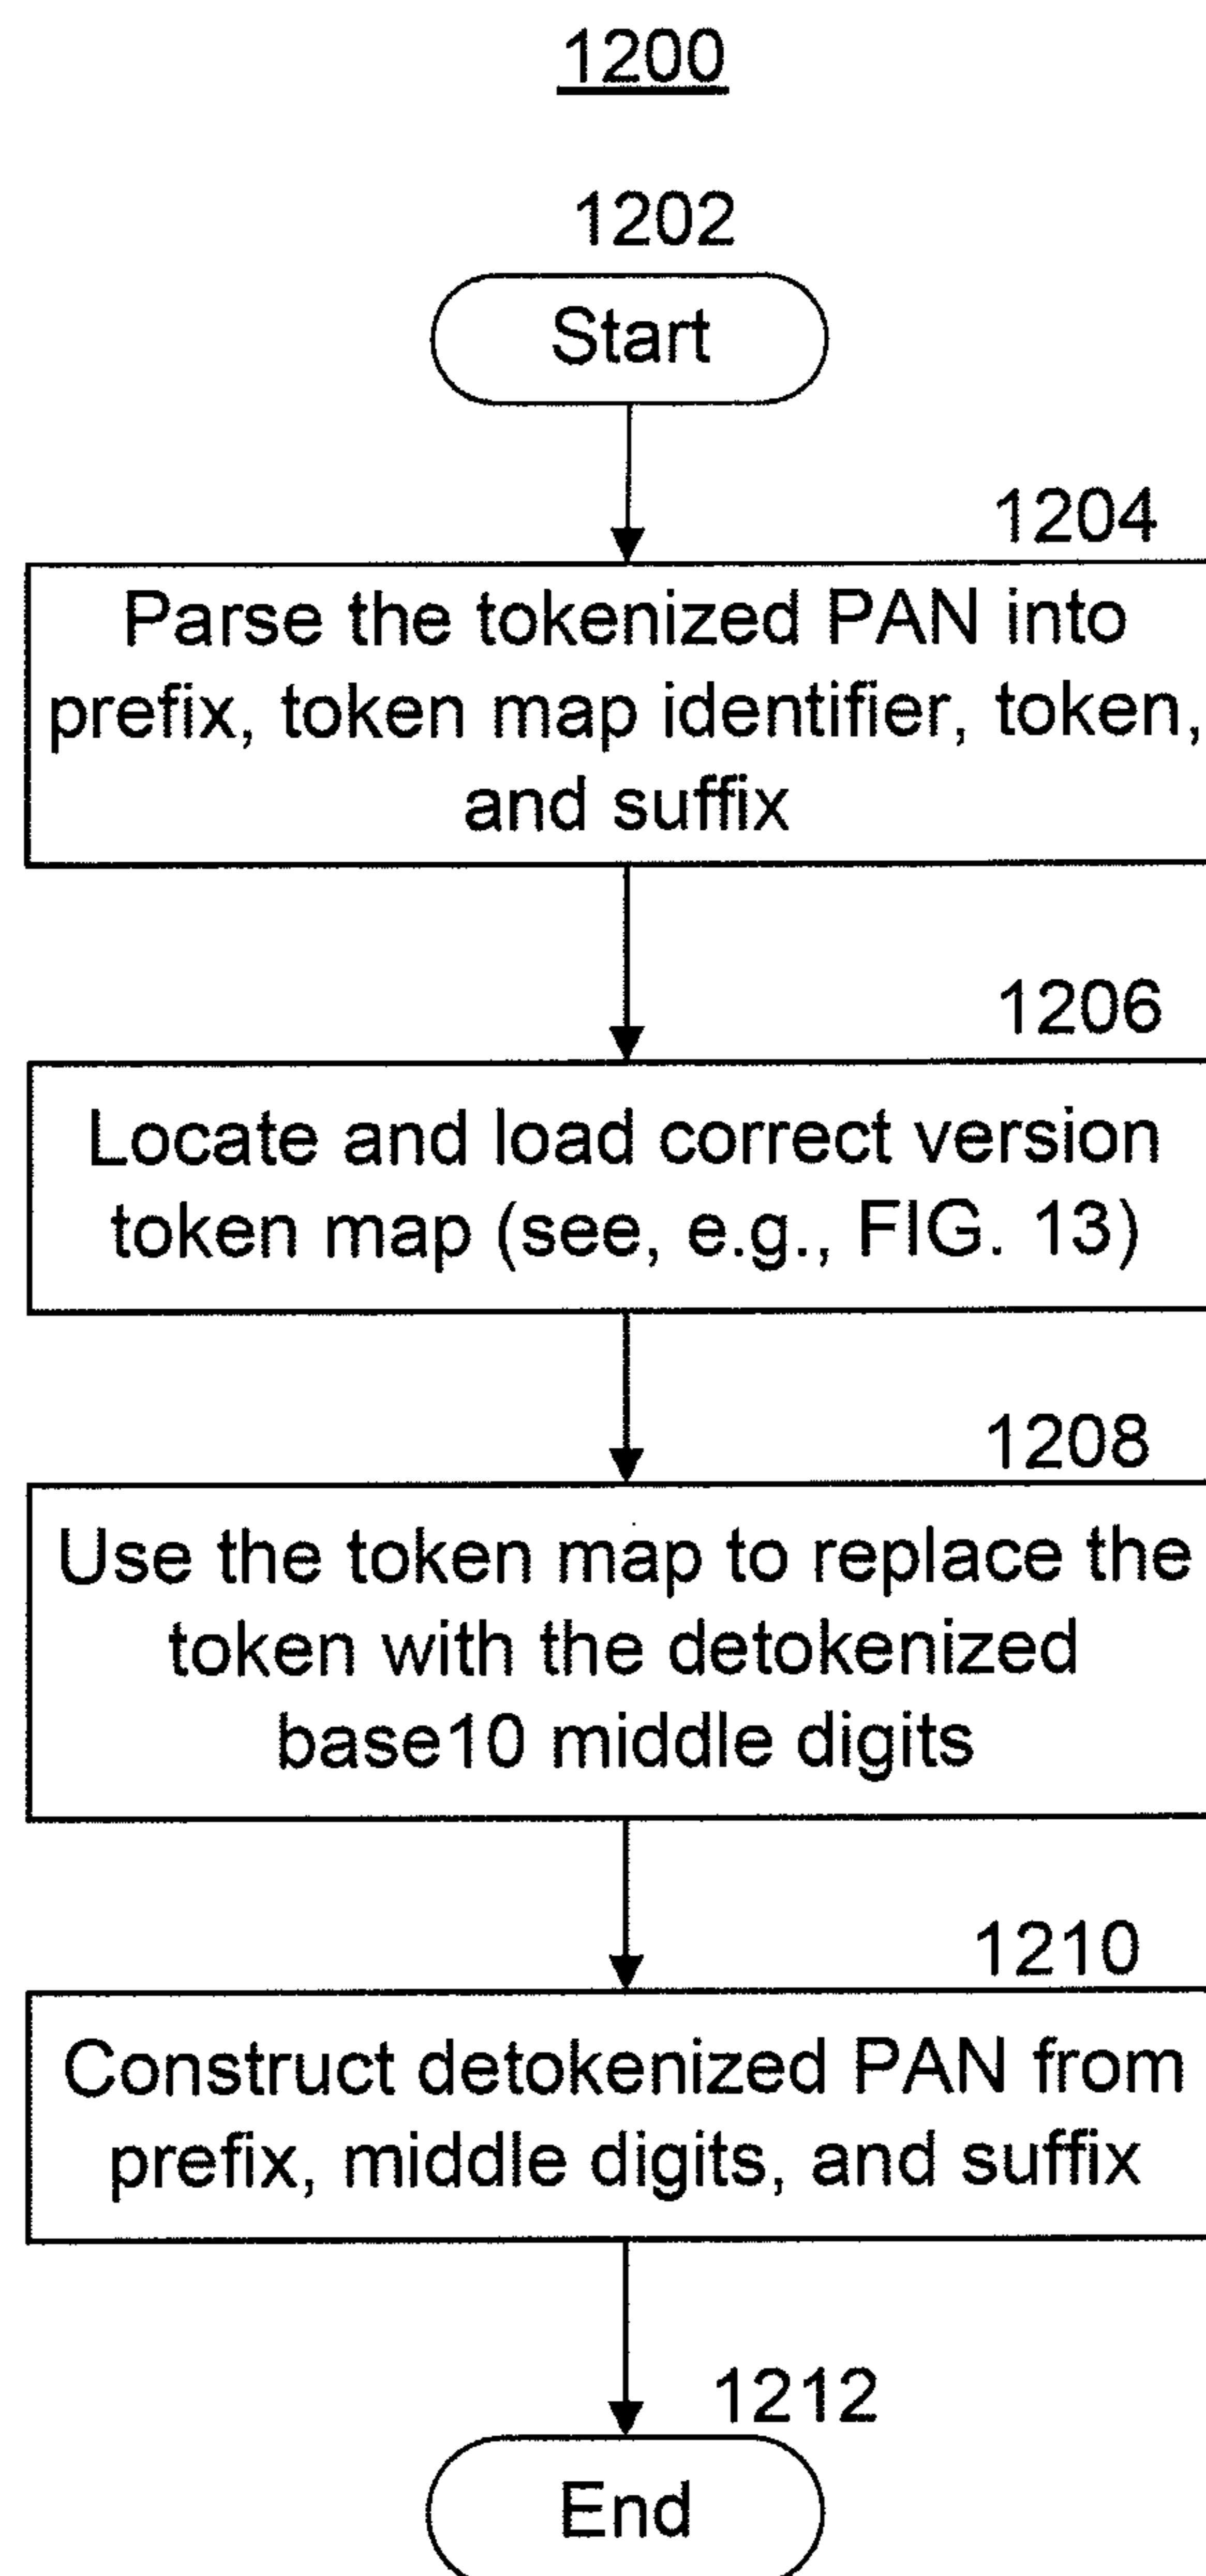 1200
1202
Start
1204
Parse the tokenized PAN into
prefix, token map identifier, token,
and suffix
1206
Locate and load correct version
token map (see, e.g., FIG. 13)
1208
Use the token map to replace the
token with the detokenized
base10 middle digits
1210
Construct detokenized PAN from
prefix, middle digits, and suffix
1212
End